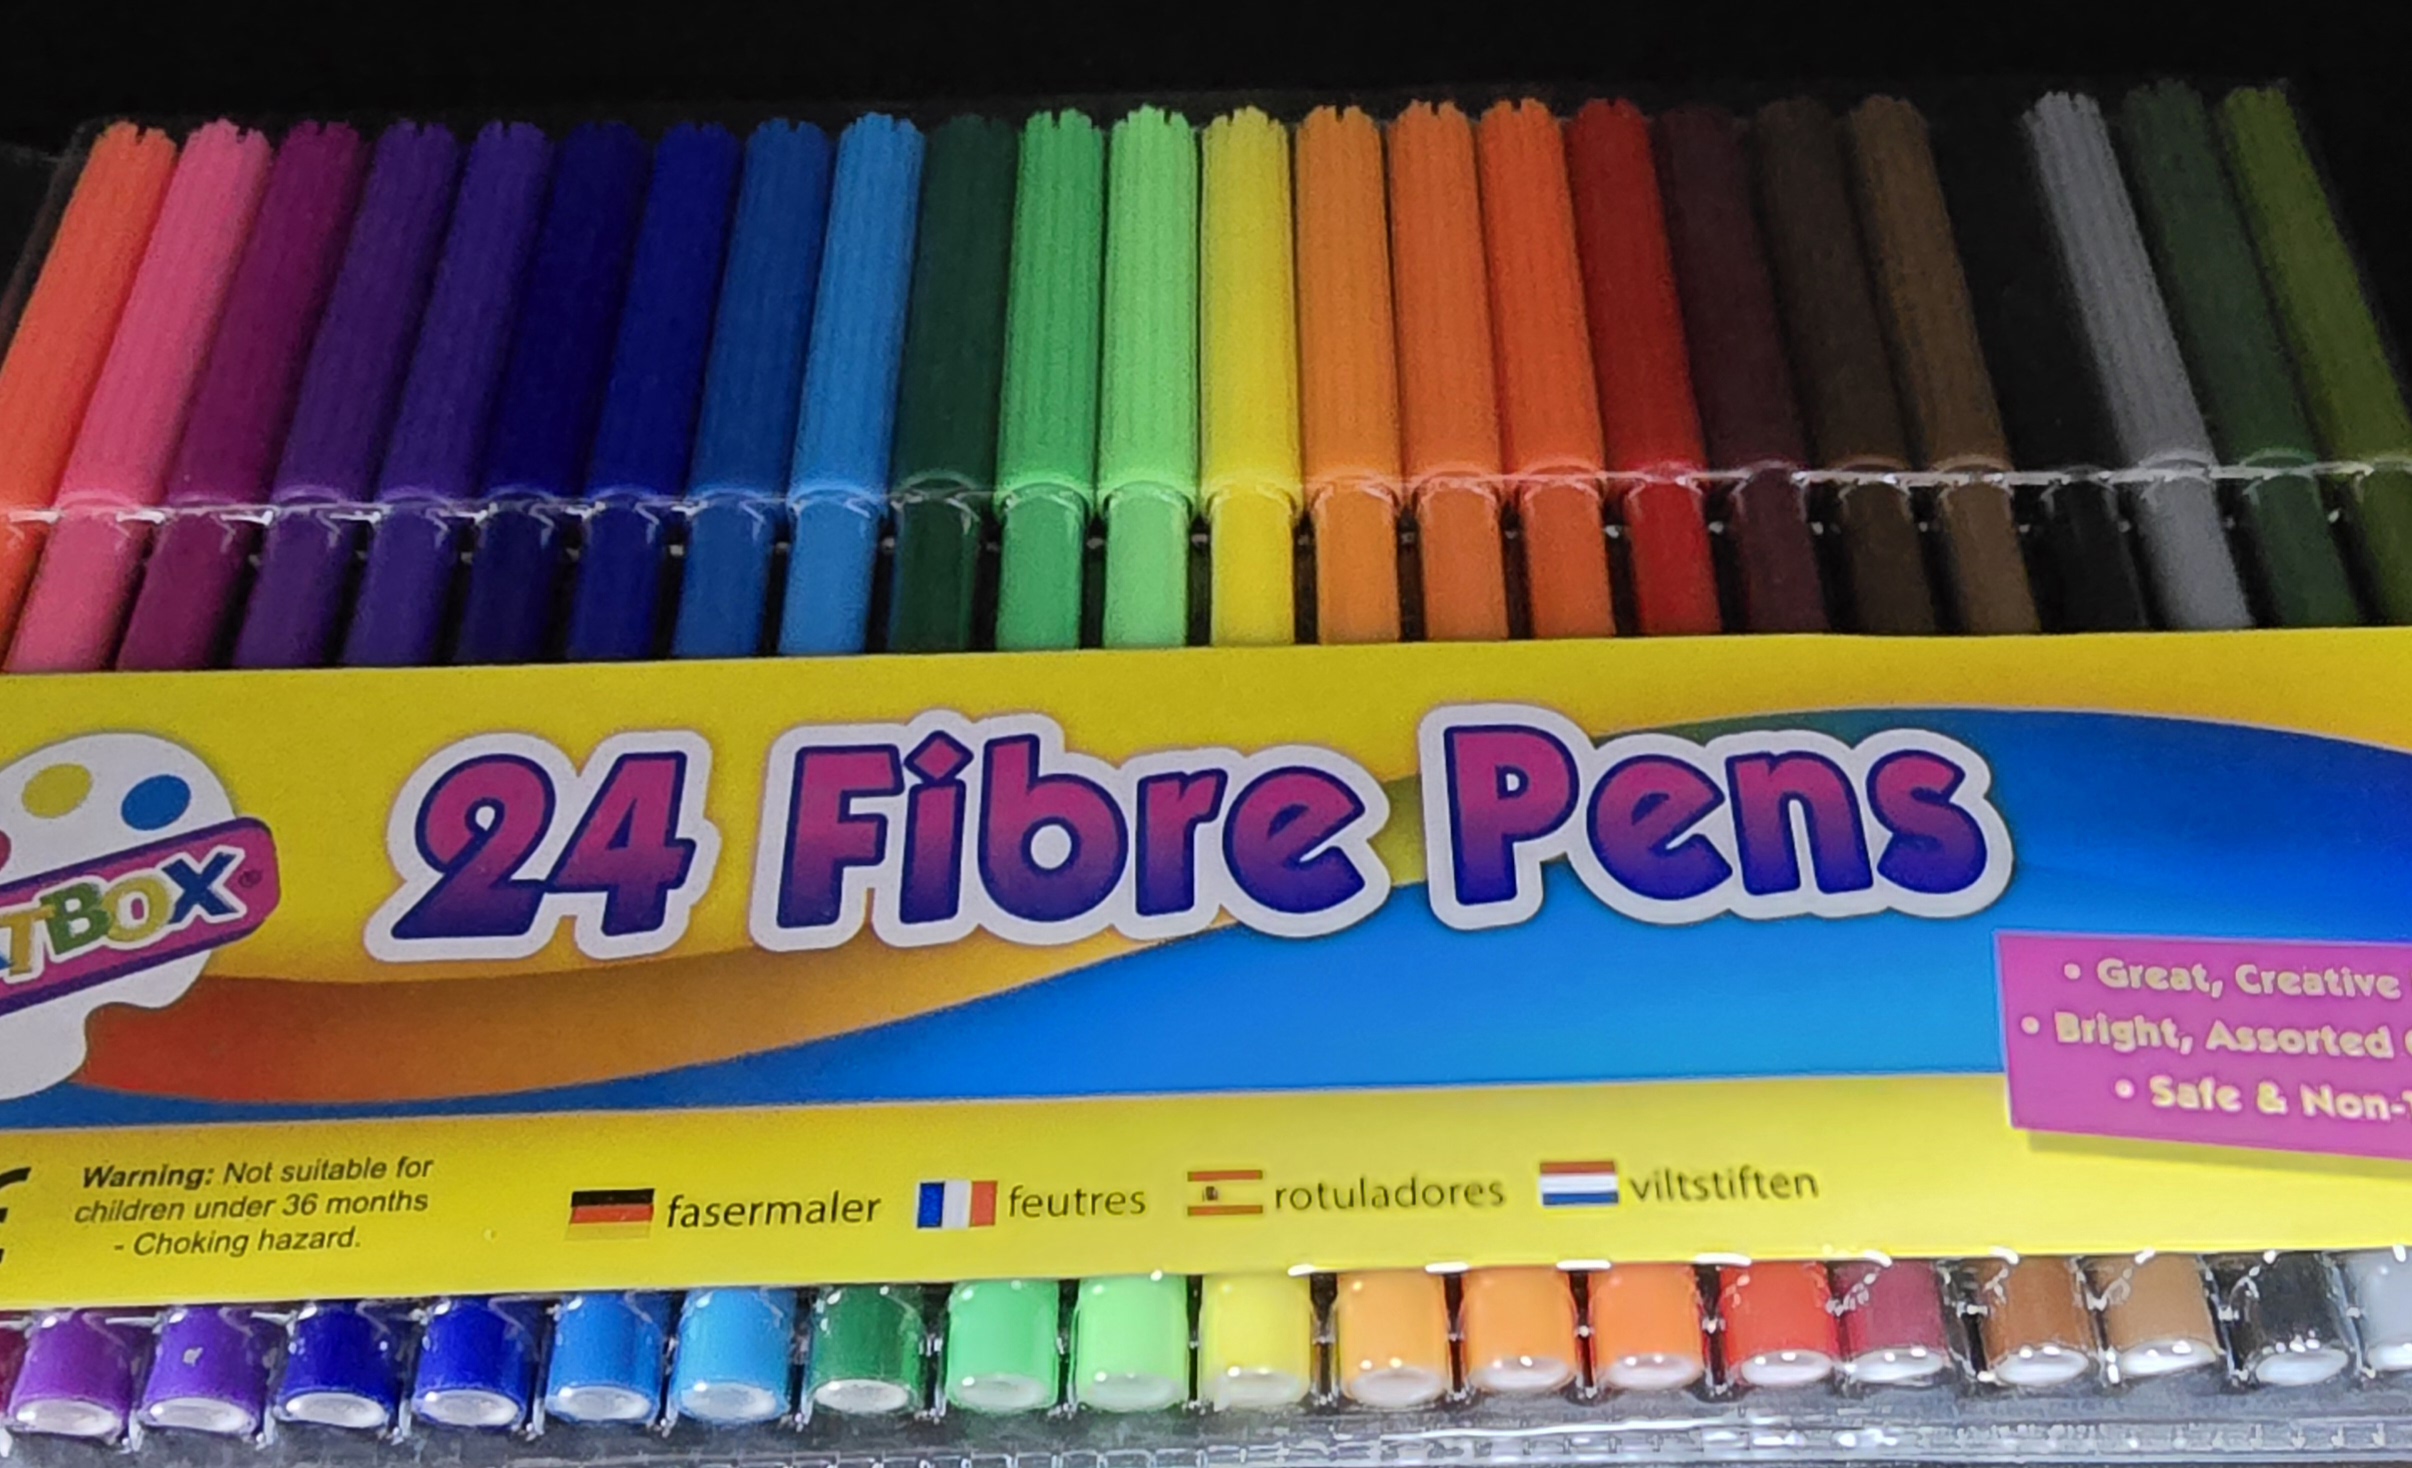 24 Fibre Pens
TBOX®
• Great, Creative
• Bright, Assorted
• Safe & Non-
Warning: Not suitable for
children under 36 months
- Choking hazard.
fasermaler feutres rotuladores viltstiften